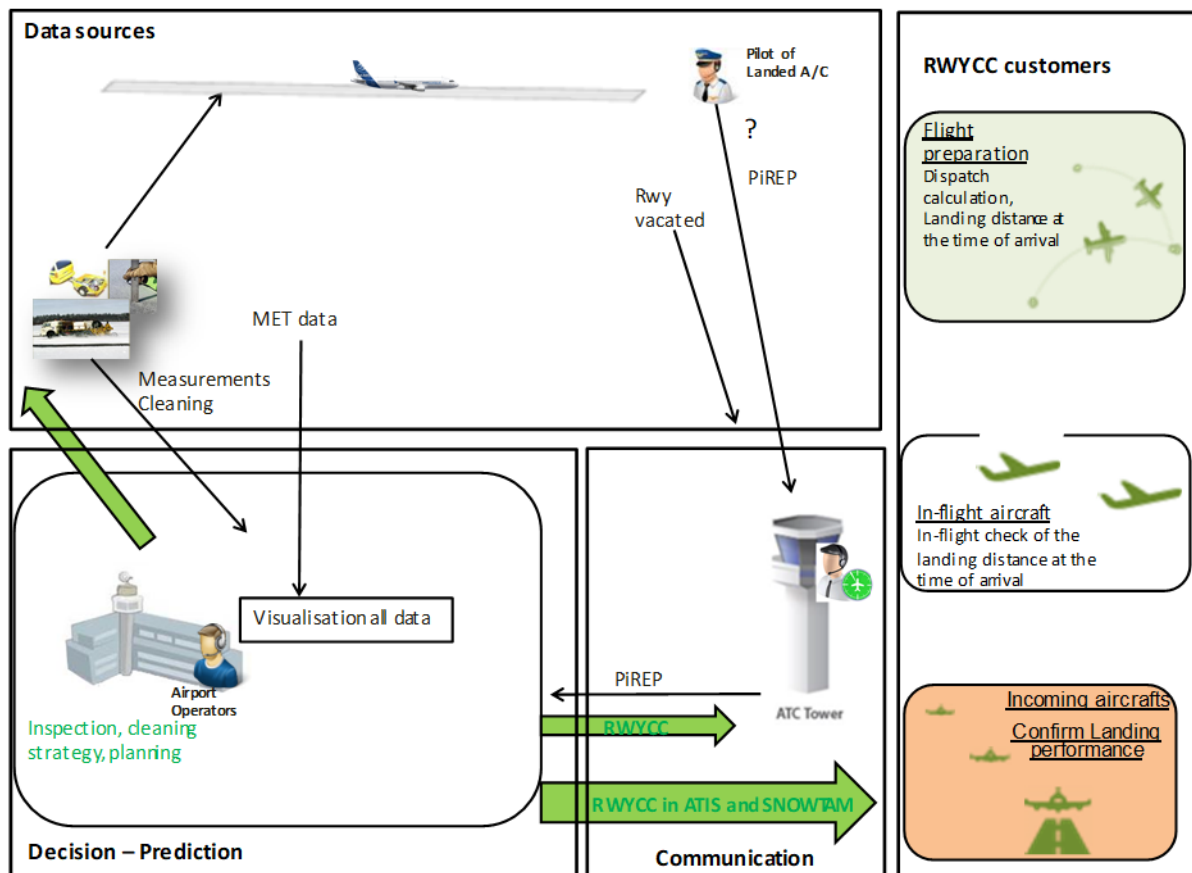 Data sources
Pilot of
Landed A/C
?
PiREP
Rwy
vacated
MET data
Measurements
Cleaning
Visualisation all data
Airport
Operators
Inspection, cleaning
strategy, planning
Decision – Prediction
PiREP
RWYCC
RWYCC in ATIS and SNOWTAM
ATC Tower
Communication
RWYCC customers
Flight
preparation
Dispatch
calculation,
Landing distance at
the time of arrival
In-flight aircraft
In-flight check of the
landing distance at the
time of arrival
Incoming aircrafts
Confirm Landing
performance